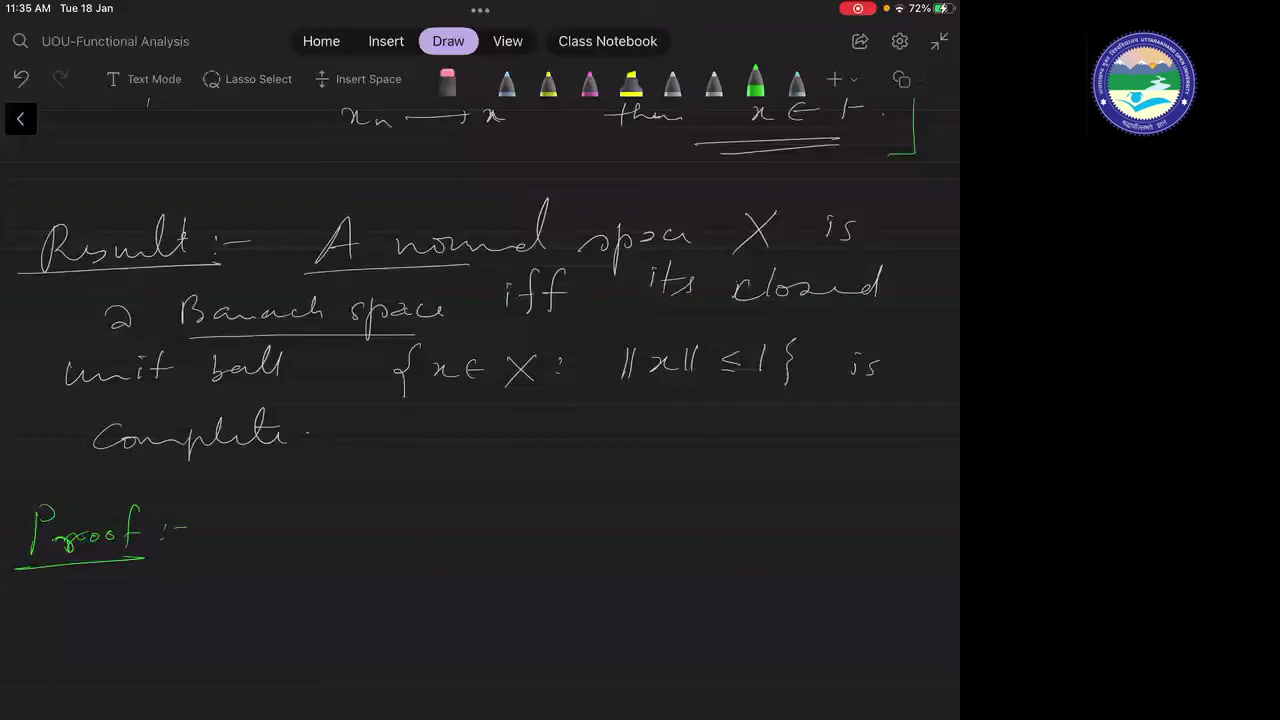 11:35 AM Tue 18 Jan
72%
UOU-Functional Analysis
Home Insert Draw View Class Notebook
Text Mode Lasso Select Insert Space
xₙ ⟶ x then x ∈ F.
Result :- A normed space X is
a Banach space iff its closed
unit ball {x ∈ X : ||x|| ≤ 1} is
Complete.
Proof :-